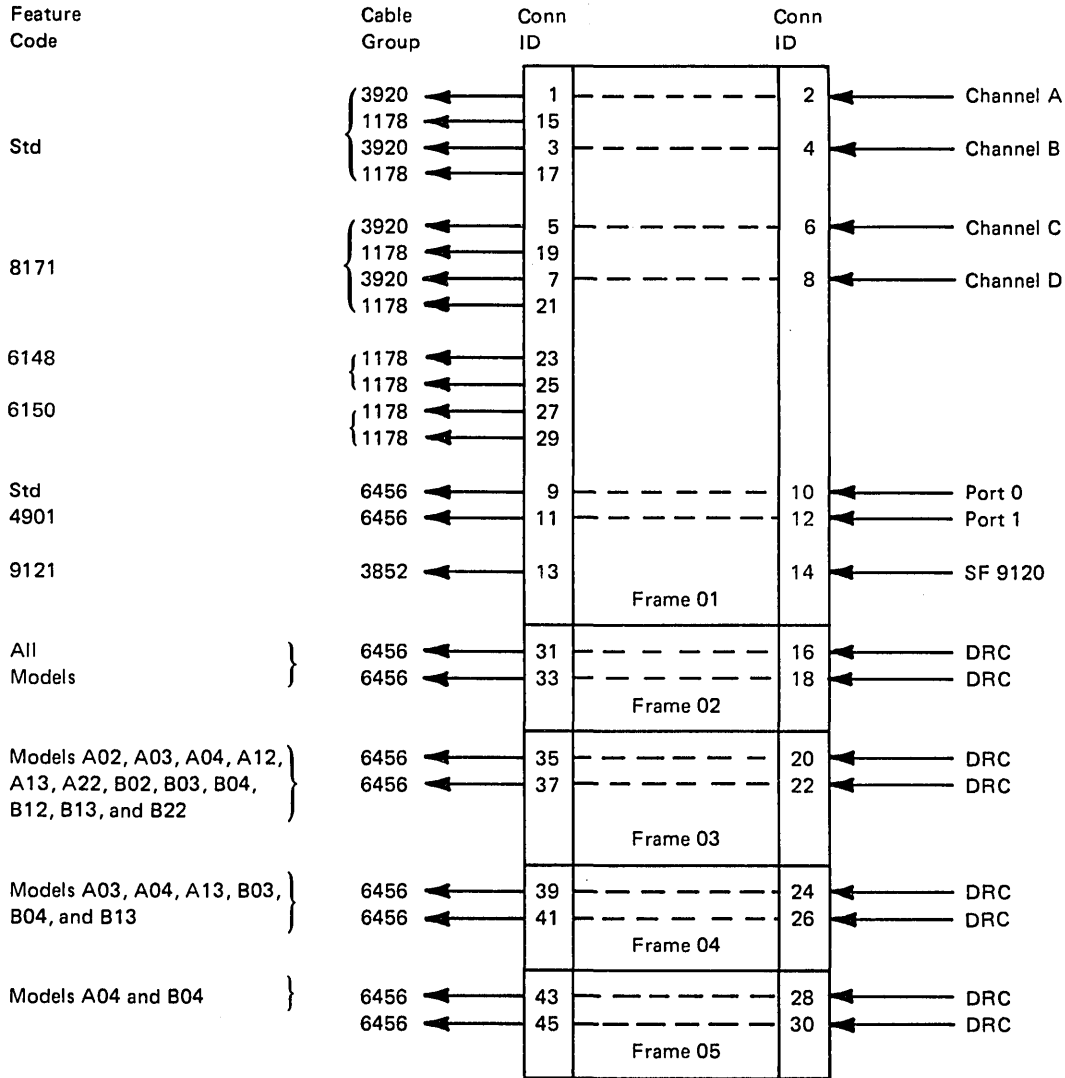 Feature Cable Conn Conn
Code Group ID ID
3920 1 2 Channel A
1178 15
Std 3920 3 4 Channel B
1178 17
3920 5 6 Channel C
1178 19
8171 3920 7 8 Channel D
1178 21
6148 1178 23
1178 25
6150 1178 27
1178 29
Std 6456 9 10 Port 0
4901 6456 11 12 Port 1
9121 3852 13 14 SF 9120
Frame 01
All 6456 31 16 DRC
Models 6456 33 18 DRC
Frame 02
Models A02, A03, A04, A12, 6456 35 20 DRC
A13, A22, B02, B03, B04, 6456 37 22 DRC
B12, B13, and B22
Frame 03
Models A03, A04, A13, B03, 6456 39 24 DRC
B04, and B13 6456 41 26 DRC
Frame 04
Models A04 and B04 6456 43 28 DRC
6456 45 30 DRC
Frame 05